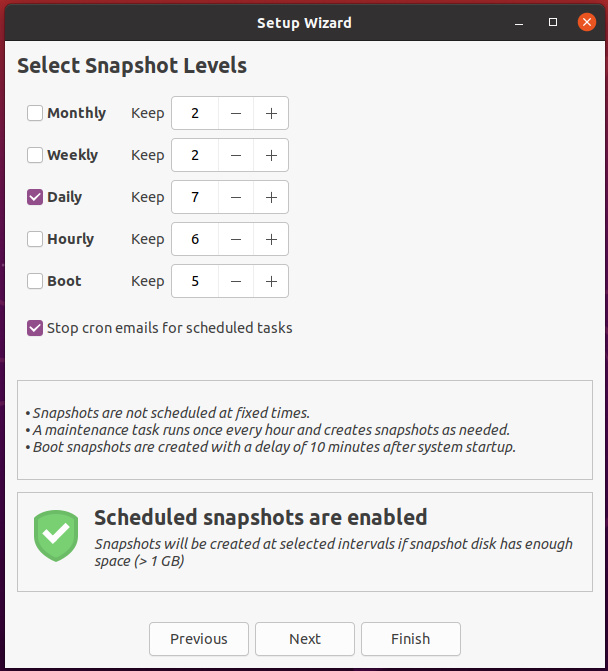 Setup Wizard
Select Snapshot Levels
Monthly Keep 2 − +
Weekly Keep 2 − +
Daily Keep 7 − +
Hourly Keep 6 − +
Boot Keep 5 − +
Stop cron emails for scheduled tasks
• Snapshots are not scheduled at fixed times.
• A maintenance task runs once every hour and creates snapshots as needed.
• Boot snapshots are created with a delay of 10 minutes after system startup.
Scheduled snapshots are enabled
Snapshots will be created at selected intervals if snapshot disk has enough
space (> 1 GB)
Previous Next Finish